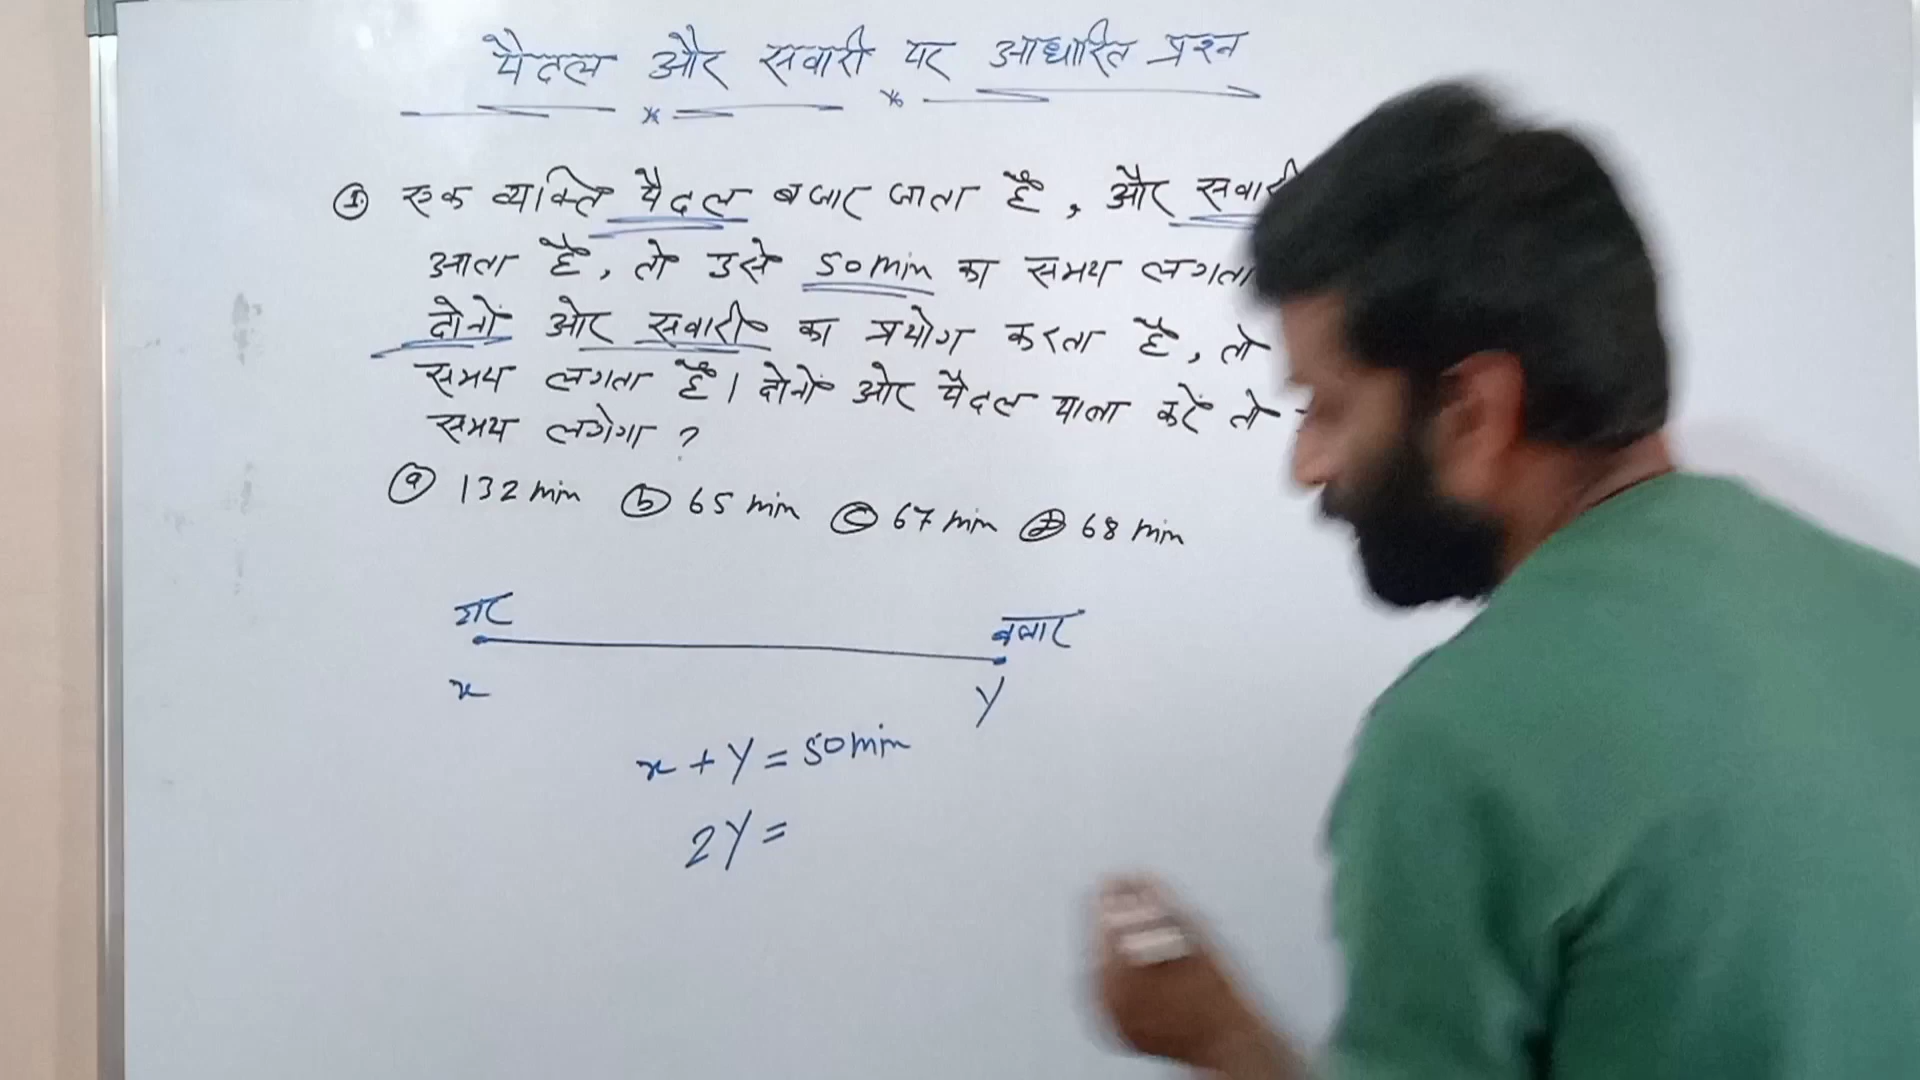 पैदल और सवारी पर आधारित प्रश्न
① एक व्यक्ति पैदल बजार जाता है, और सवारी
आता है, तो उसे 50 min का समय लगता
दोनों ओर सवारी का प्रयोग करता है, तो
समय लगता है। दोनों ओर पैदल यात्रा करें तो
समय लगेगा ?
ⓐ 132 min ⓑ 65 min ⓒ 67 min ⓓ 68 min
घर बजार
x y
x + y = 50 min
2y =